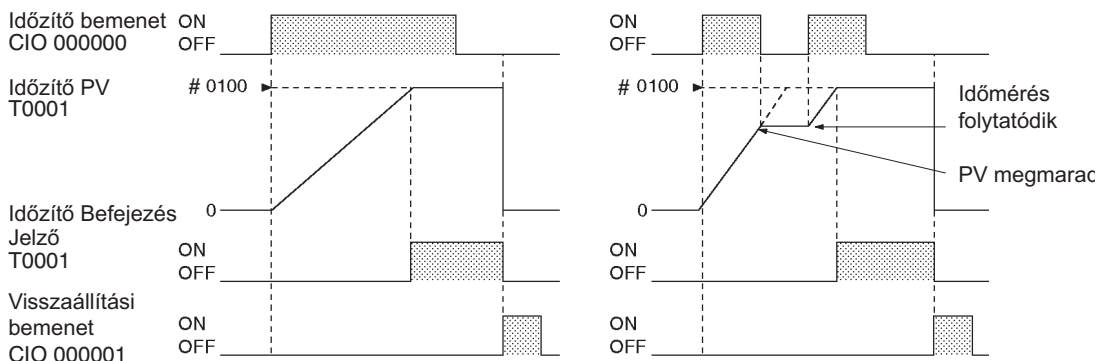 Időzítő bemenet
CIO 000000
ON
OFF
Időzítő PV
T0001
# 0100
0
Időzítő Befejezés
Jelző
T0001
ON
OFF
Visszaállítási
bemenet
CIO 000001
ON
OFF
ON
OFF
# 0100
Időmérés
folytatódik
PV megmarad
0
ON
OFF
ON
OFF